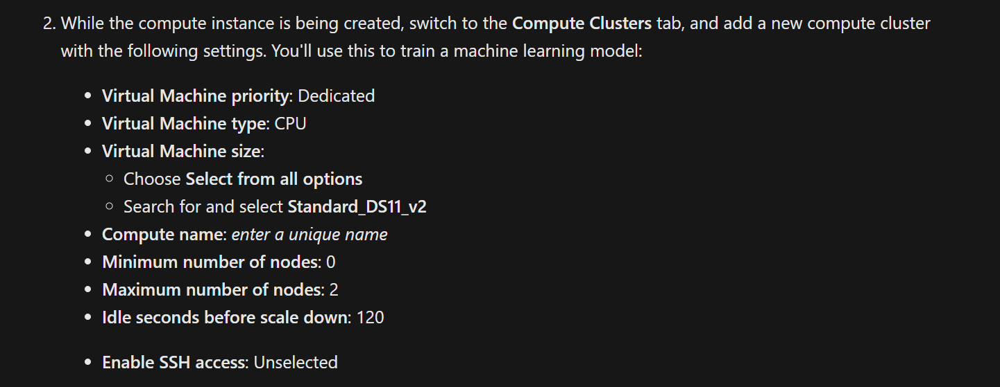 2. While the compute instance is being created, switch to the Compute Clusters tab, and add a new compute cluster
with the following settings. You'll use this to train a machine learning model:
• Virtual Machine priority: Dedicated
• Virtual Machine type: CPU
• Virtual Machine size:
○ Choose Select from all options
○ Search for and select Standard_DS11_v2
• Compute name: enter a unique name
• Minimum number of nodes: 0
• Maximum number of nodes: 2
• Idle seconds before scale down: 120
• Enable SSH access: Unselected